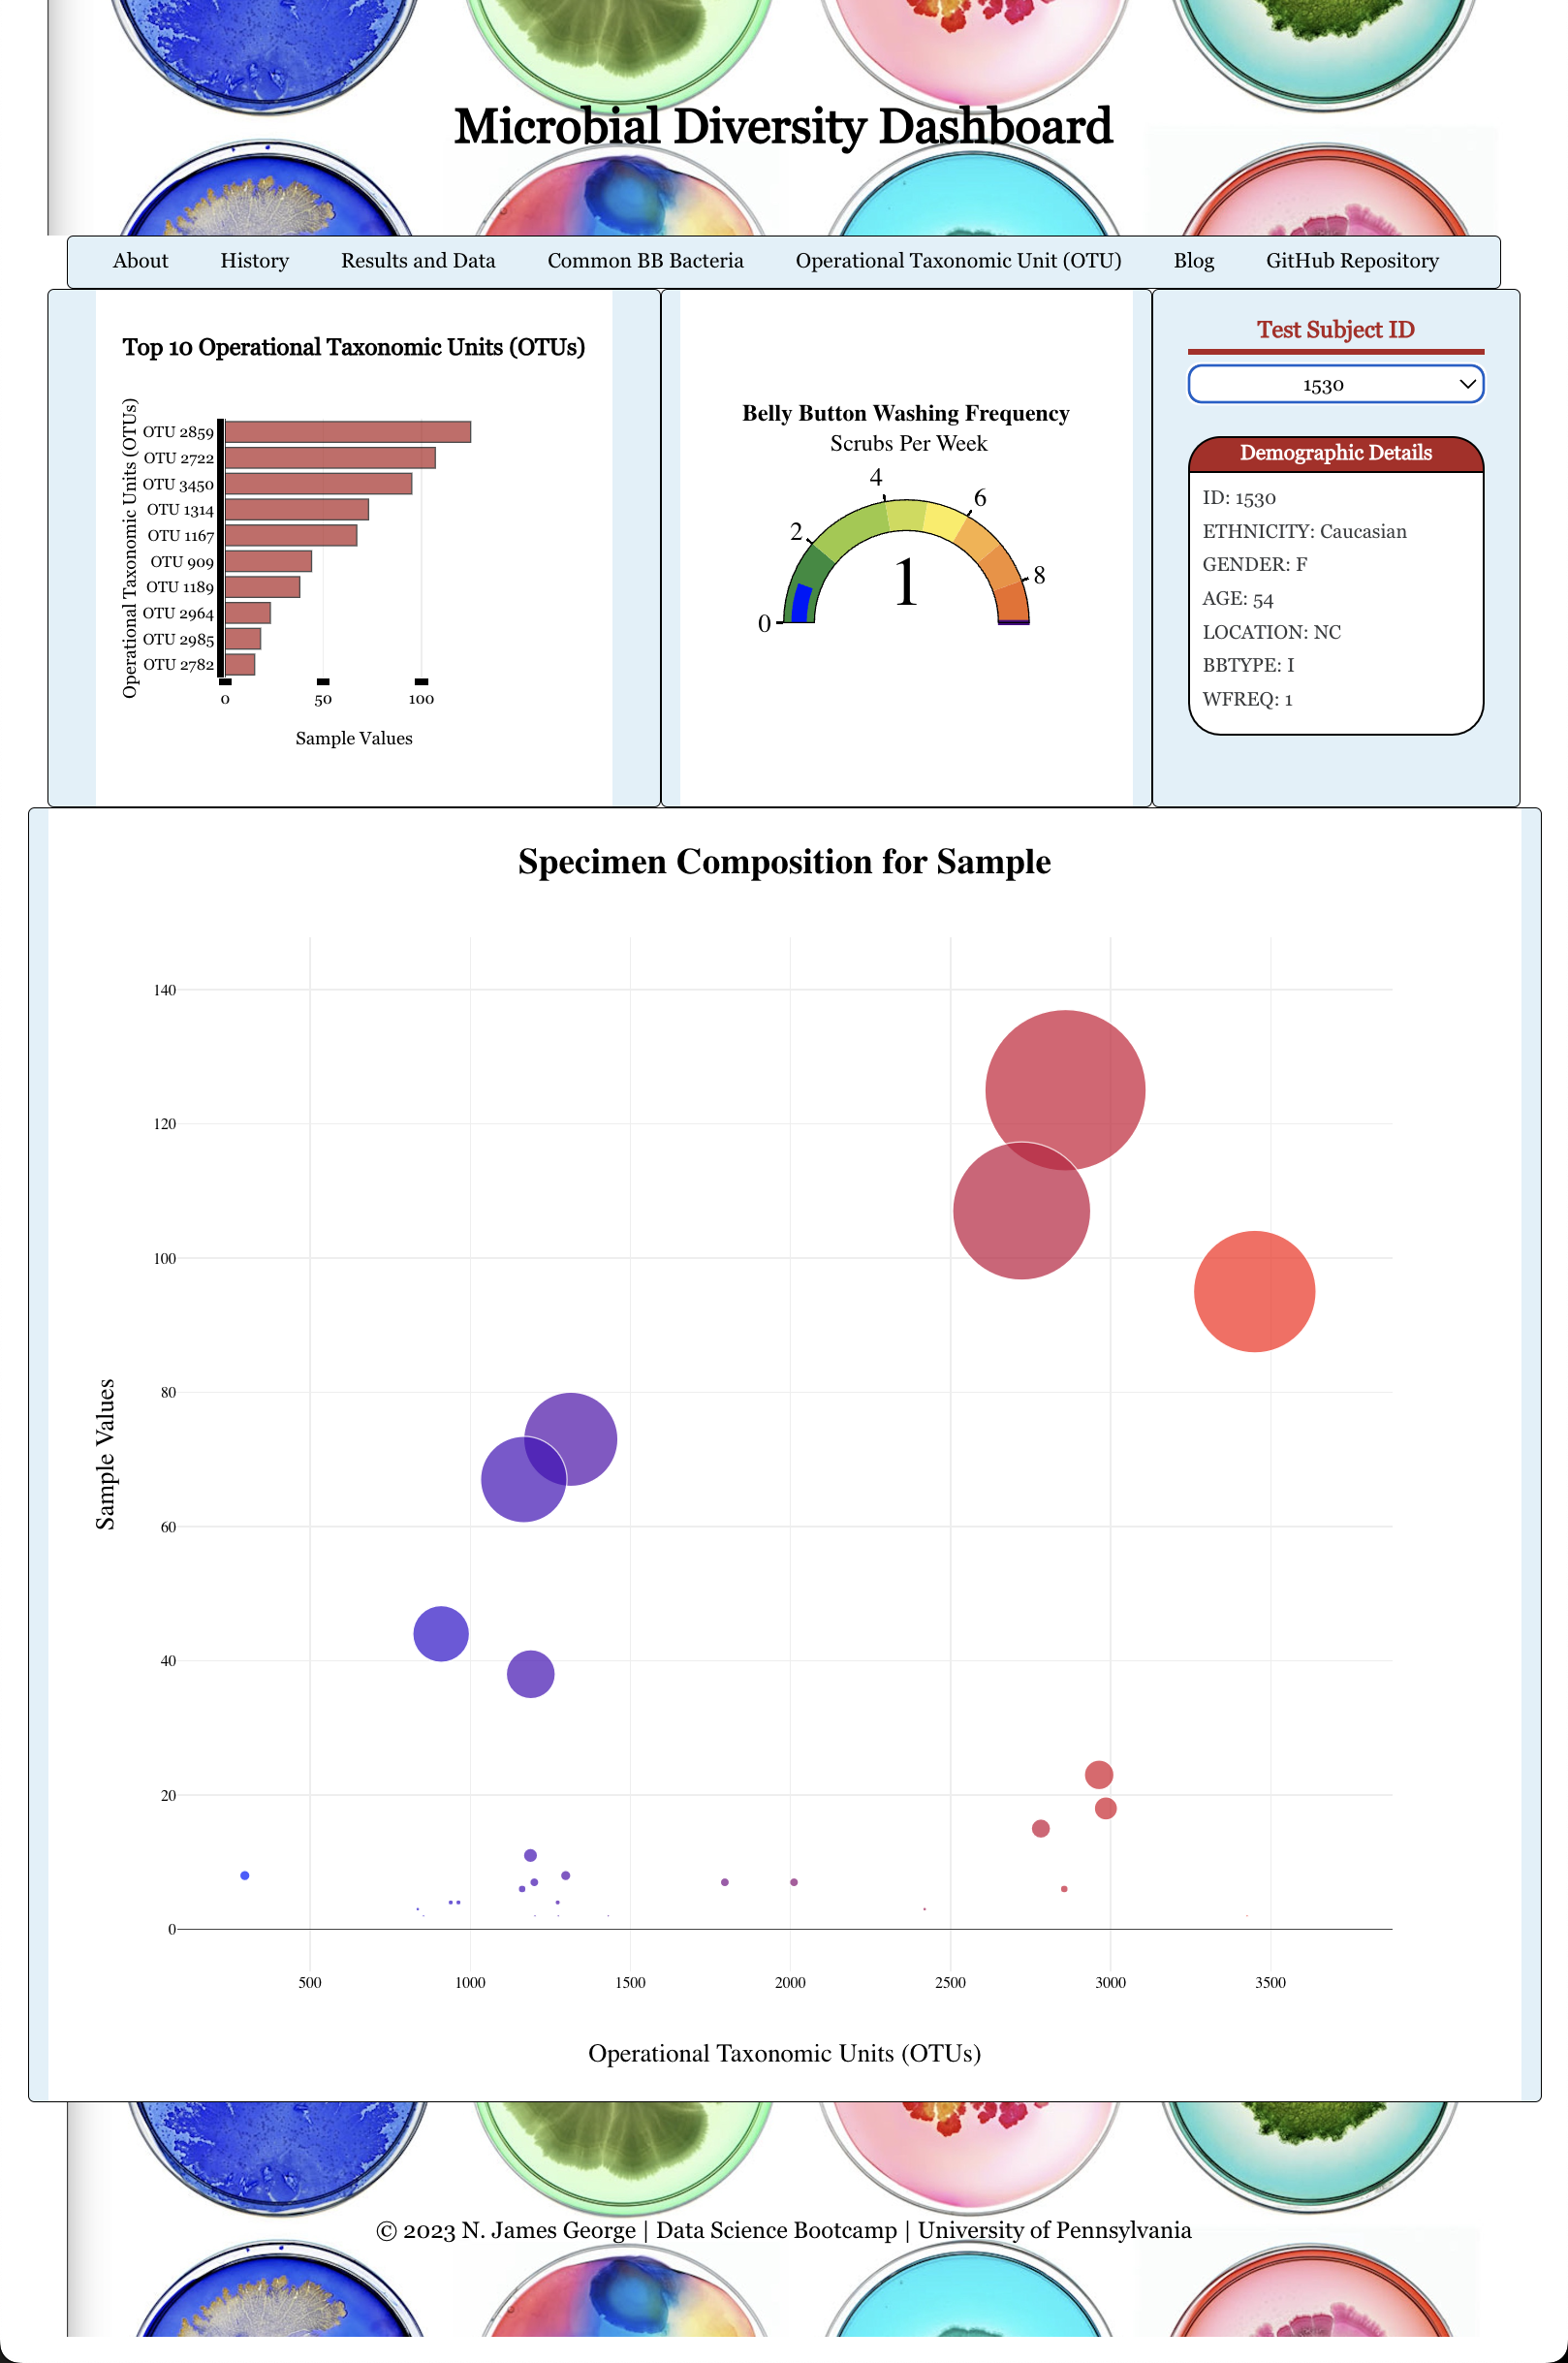 Microbial Diversity Dashboard
About History Results and Data Common BB Bacteria Operational Taxonomic Unit (OTU) Blog GitHub Repository
Top 10 Operational Taxonomic Units (OTUs)
Operational Taxonomic Units (OTUs)
OTU 2859
OTU 2722
OTU 3450
OTU 1314
OTU 1167
OTU 909
OTU 1189
OTU 2964
OTU 2985
OTU 2782
0 50 100
Sample Values
Belly Button Washing Frequency
Scrubs Per Week
0 2 4 6 8
1
Test Subject ID
1530
Demographic Details
ID: 1530
ETHNICITY: Caucasian
GENDER: F
AGE: 54
LOCATION: NC
BBTYPE: I
WFREQ: 1
Specimen Composition for Sample
Sample Values
140
120
100
80
60
40
20
0
500 1000 1500 2000 2500 3000 3500
Operational Taxonomic Units (OTUs)
© 2023 N. James George | Data Science Bootcamp | University of Pennsylvania